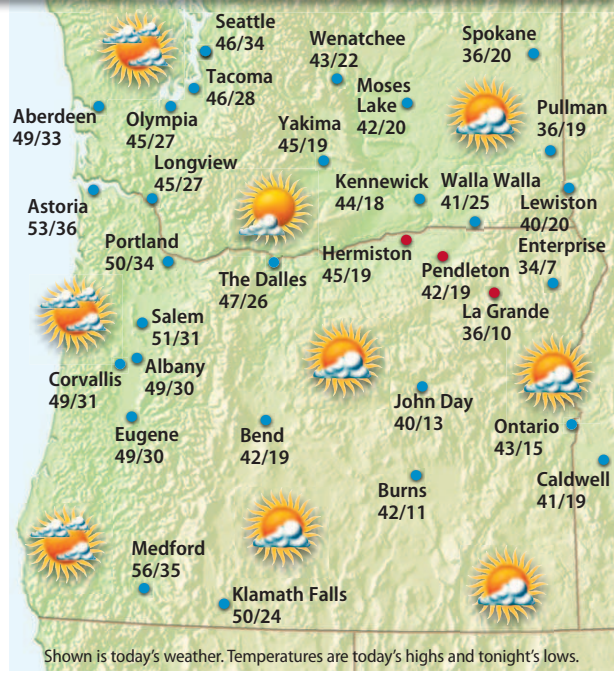 Seattle
46/34
Wenatchee
43/22
Spokane
36/20
Tacoma
46/28
Moses
Lake
42/20
Pullman
36/19
Aberdeen
49/33
Olympia
45/27
Yakima
45/19
Longview
45/27
Kennewick
44/18
Walla Walla
41/25
Lewiston
40/20
Astoria
53/36
Portland
50/34
The Dalles
47/26
Hermiston
45/19
Pendleton
42/19
Enterprise
34/7
La Grande
36/10
Salem
51/31
Albany
49/30
Corvallis
49/31
John Day
40/13
Eugene
49/30
Bend
42/19
Ontario
43/15
Burns
42/11
Caldwell
41/19
Medford
56/35
Klamath Falls
50/24
Shown is today's weather. Temperatures are today's highs and tonight's lows.